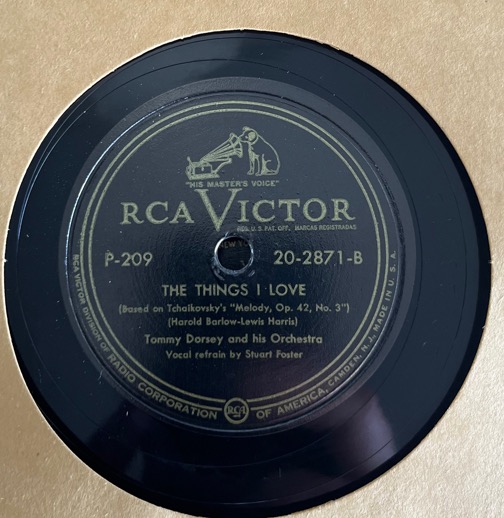 "HIS MASTER'S VOICE"
RCA VICTOR
REG. U. S. PAT. OFF. MARCAS REGISTRADAS
P-209 20-2871-B
THE THINGS I LOVE
(Based on Tchaikovsky's "Melody, Op. 42, No. 3")
(Harold Barlow-Lewis Harris)
Tommy Dorsey and his Orchestra
Vocal refrain by Stuart Foster
RCA VICTOR DIVISION OF RADIO CORPORATION RCA OF AMERICA, CAMDEN, N. J. MADE IN U. S. A.